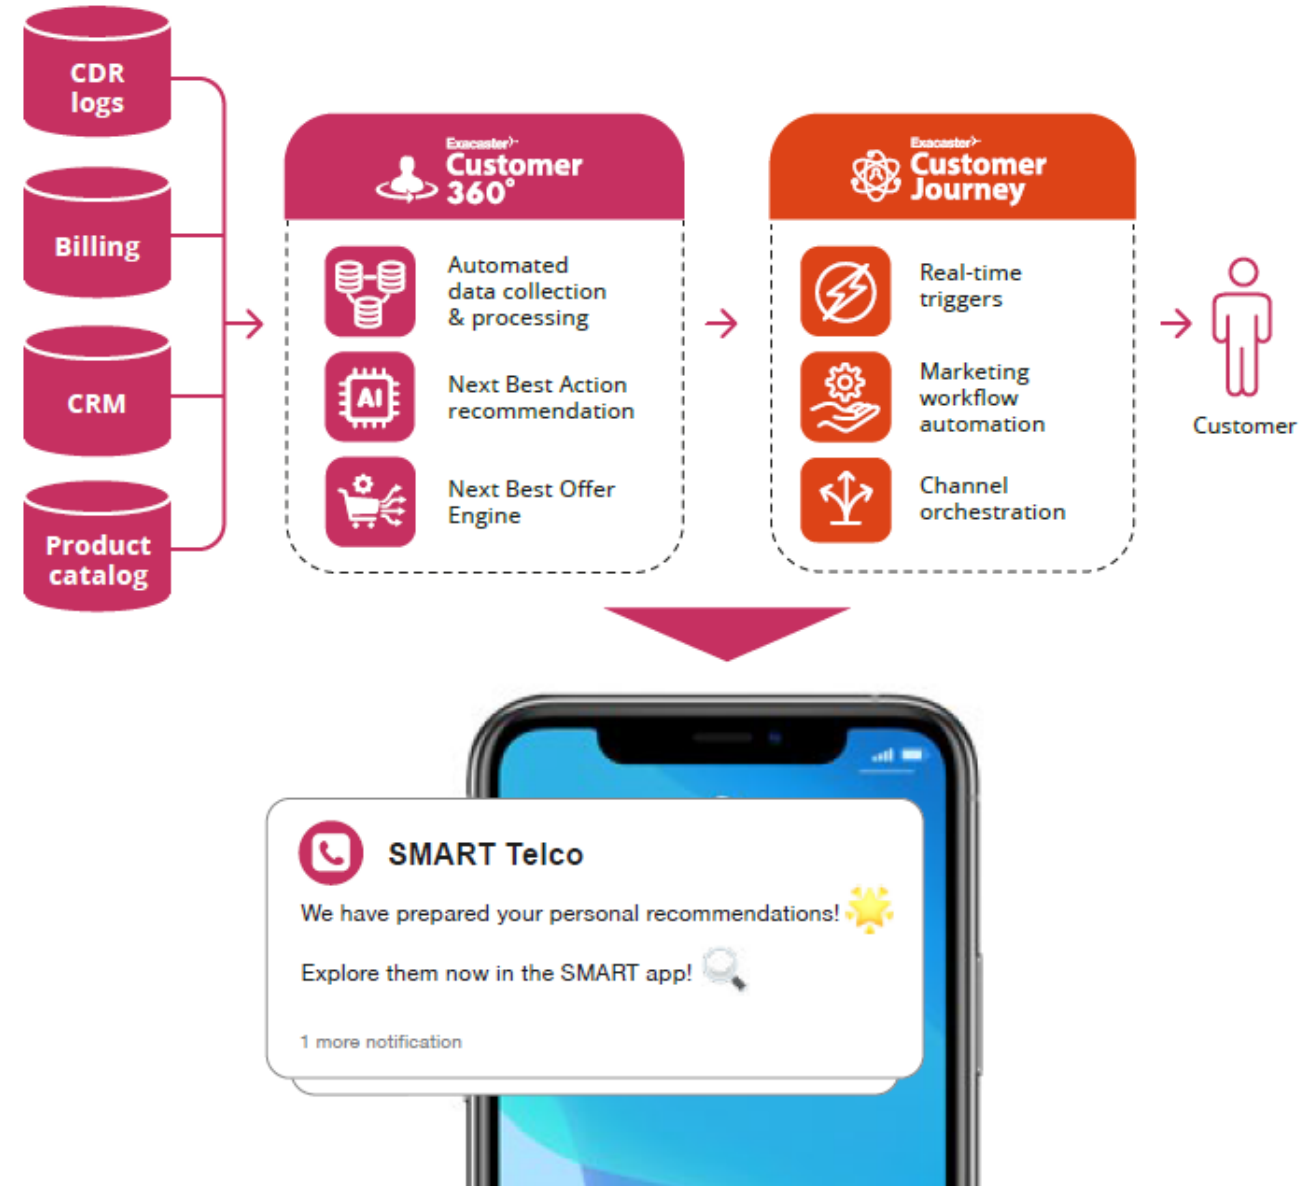 CDR
logs
Billing
CRM
Product
catalog
Exacaster
Customer
360°
Automated
data collection
& processing
AI
Next Best Action
recommendation
Next Best Offer
Engine
Exacaster
Customer
Journey
Real-time
triggers
Marketing
workflow
automation
Channel
orchestration
Customer
SMART Telco
We have prepared your personal recommendations!
Explore them now in the SMART app!
1 more notification